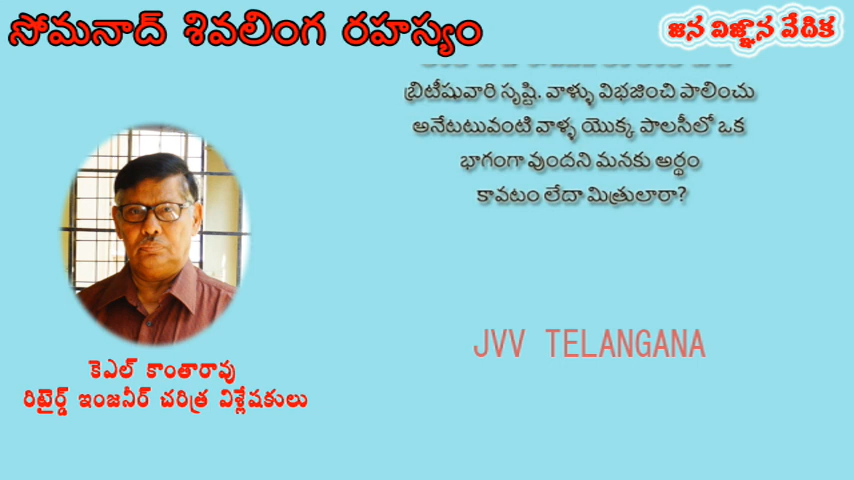 సోమనాద్ శివలింగ రహస్యం
జన విజ్ఞాన వేదిక
బ్రిటీషువారి సృష్టి. వాళ్ళు విభజించి పాలించు
అనేటటువంటి వాళ్ళ యొక్క పాలసీలో ఒక
భాగంగా వుందని మనకు అర్థం
కావటం లేదా మిత్రులారా?
JVV TELANGANA
కెఎల్ కాంతారావు
రిటైర్డ్ ఇంజనీర్ చరిత్ర విశ్లేషకులు